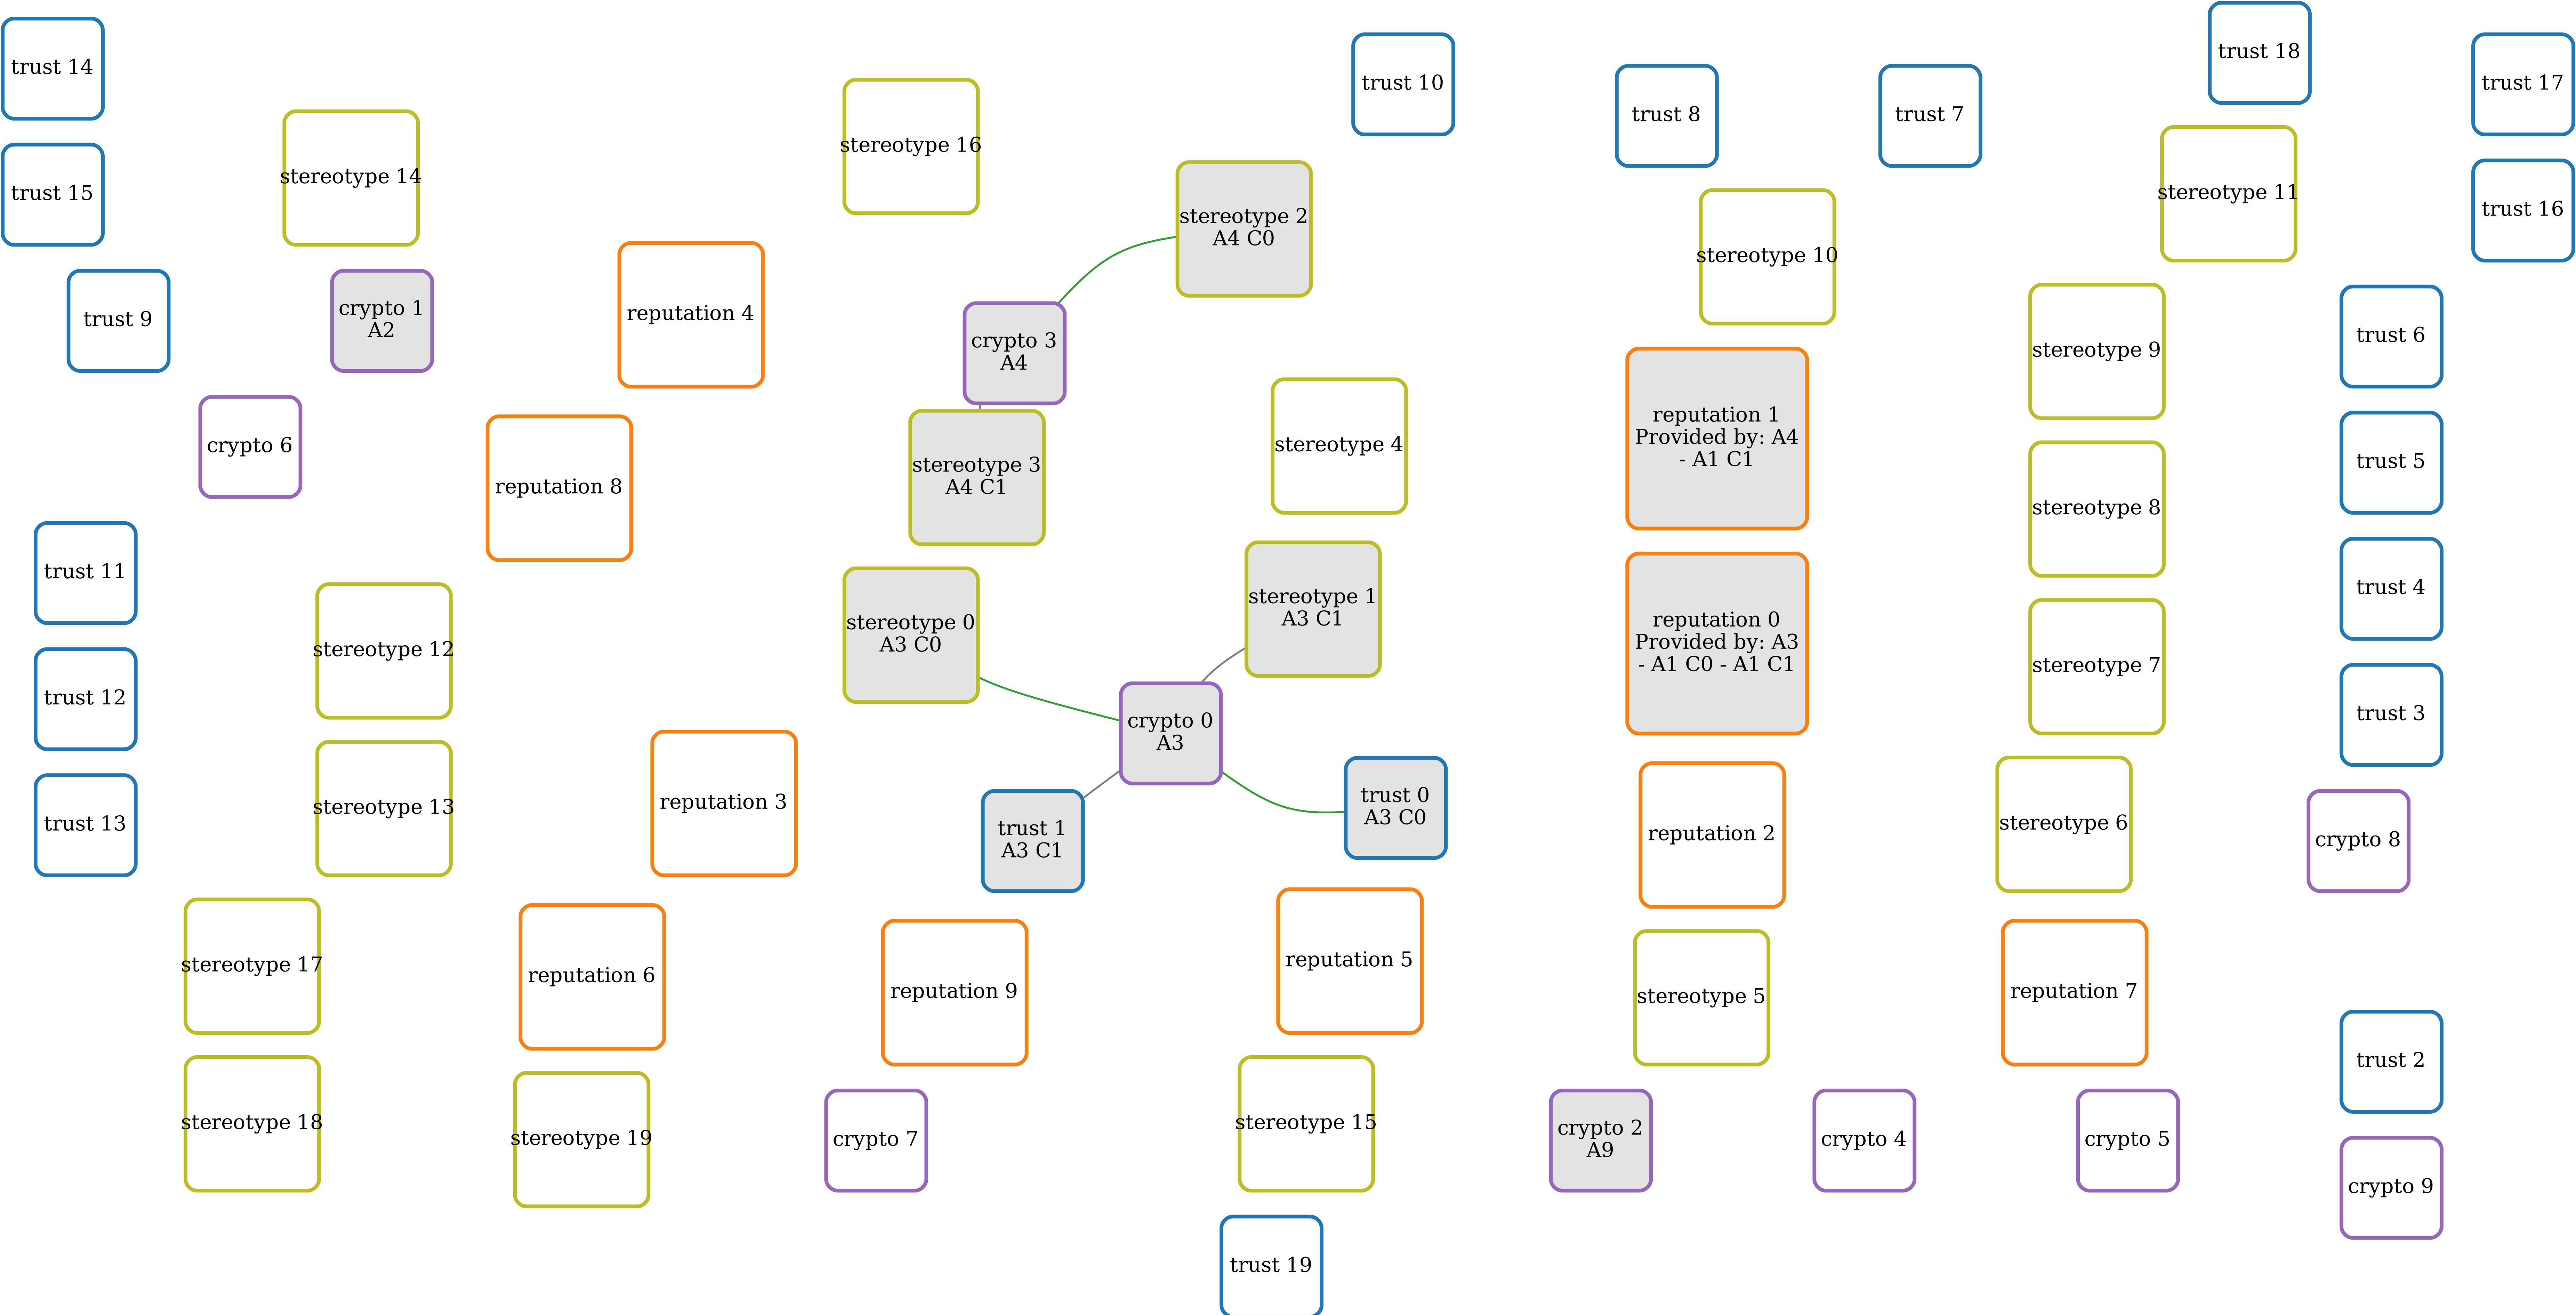 trust 14
trust 15
trust 9
stereotype 14
crypto 1
A2
crypto 6
trust 11
trust 12
trust 13
stereotype 12
stereotype 13
stereotype 17
stereotype 18
reputation 4
reputation 8
reputation 3
reputation 6
stereotype 19
stereotype 16
stereotype 2
A4 C0
crypto 3
A4
stereotype 3
A4 C1
stereotype 4
stereotype 0
A3 C0
stereotype 1
A3 C1
crypto 0
A3
trust 1
A3 C1
trust 0
A3 C0
reputation 9
reputation 5
crypto 7
stereotype 15
trust 19
trust 10
trust 8
trust 7
stereotype 10
reputation 1
Provided by: A4
- A1 C1
reputation 0
Provided by: A3
- A1 C0 - A1 C1
reputation 2
stereotype 5
crypto 2
A9
crypto 4
crypto 5
trust 18
stereotype 11
trust 17
trust 16
stereotype 9
stereotype 8
stereotype 7
stereotype 6
reputation 7
trust 6
trust 5
trust 4
trust 3
crypto 8
trust 2
crypto 9